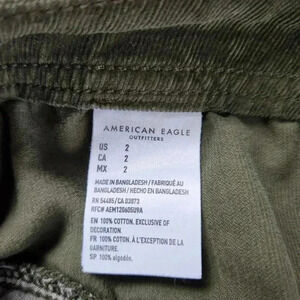 AMERICAN EAGLE
OUTFITTERS
US 2
CA 2
MX 2
MADE IN BANGLADESH / FABRIQUÉ AU
BANGLADESH / HECHO EN BANGLADESH
RN 54485/CA 03873
RFC# AEM120605U9A
EN 100% COTTON. EXCLUSIVE OF
DECORATION
FR 100% COTON. À L'EXCEPTION DE LA
GARNITURE.
SP 100% algodón.